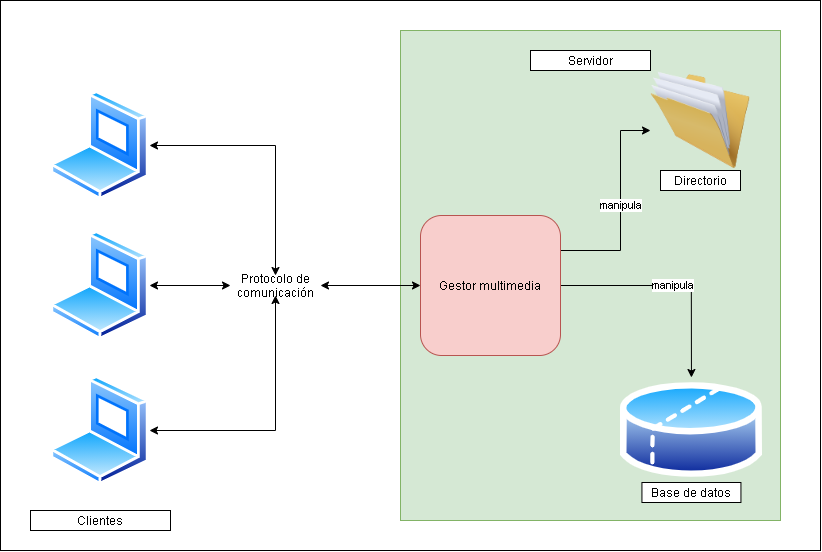 Servidor
Directorio
manipula
Protocolo de
comunicación
Gestor multimedia
manipula
Base de datos
Clientes